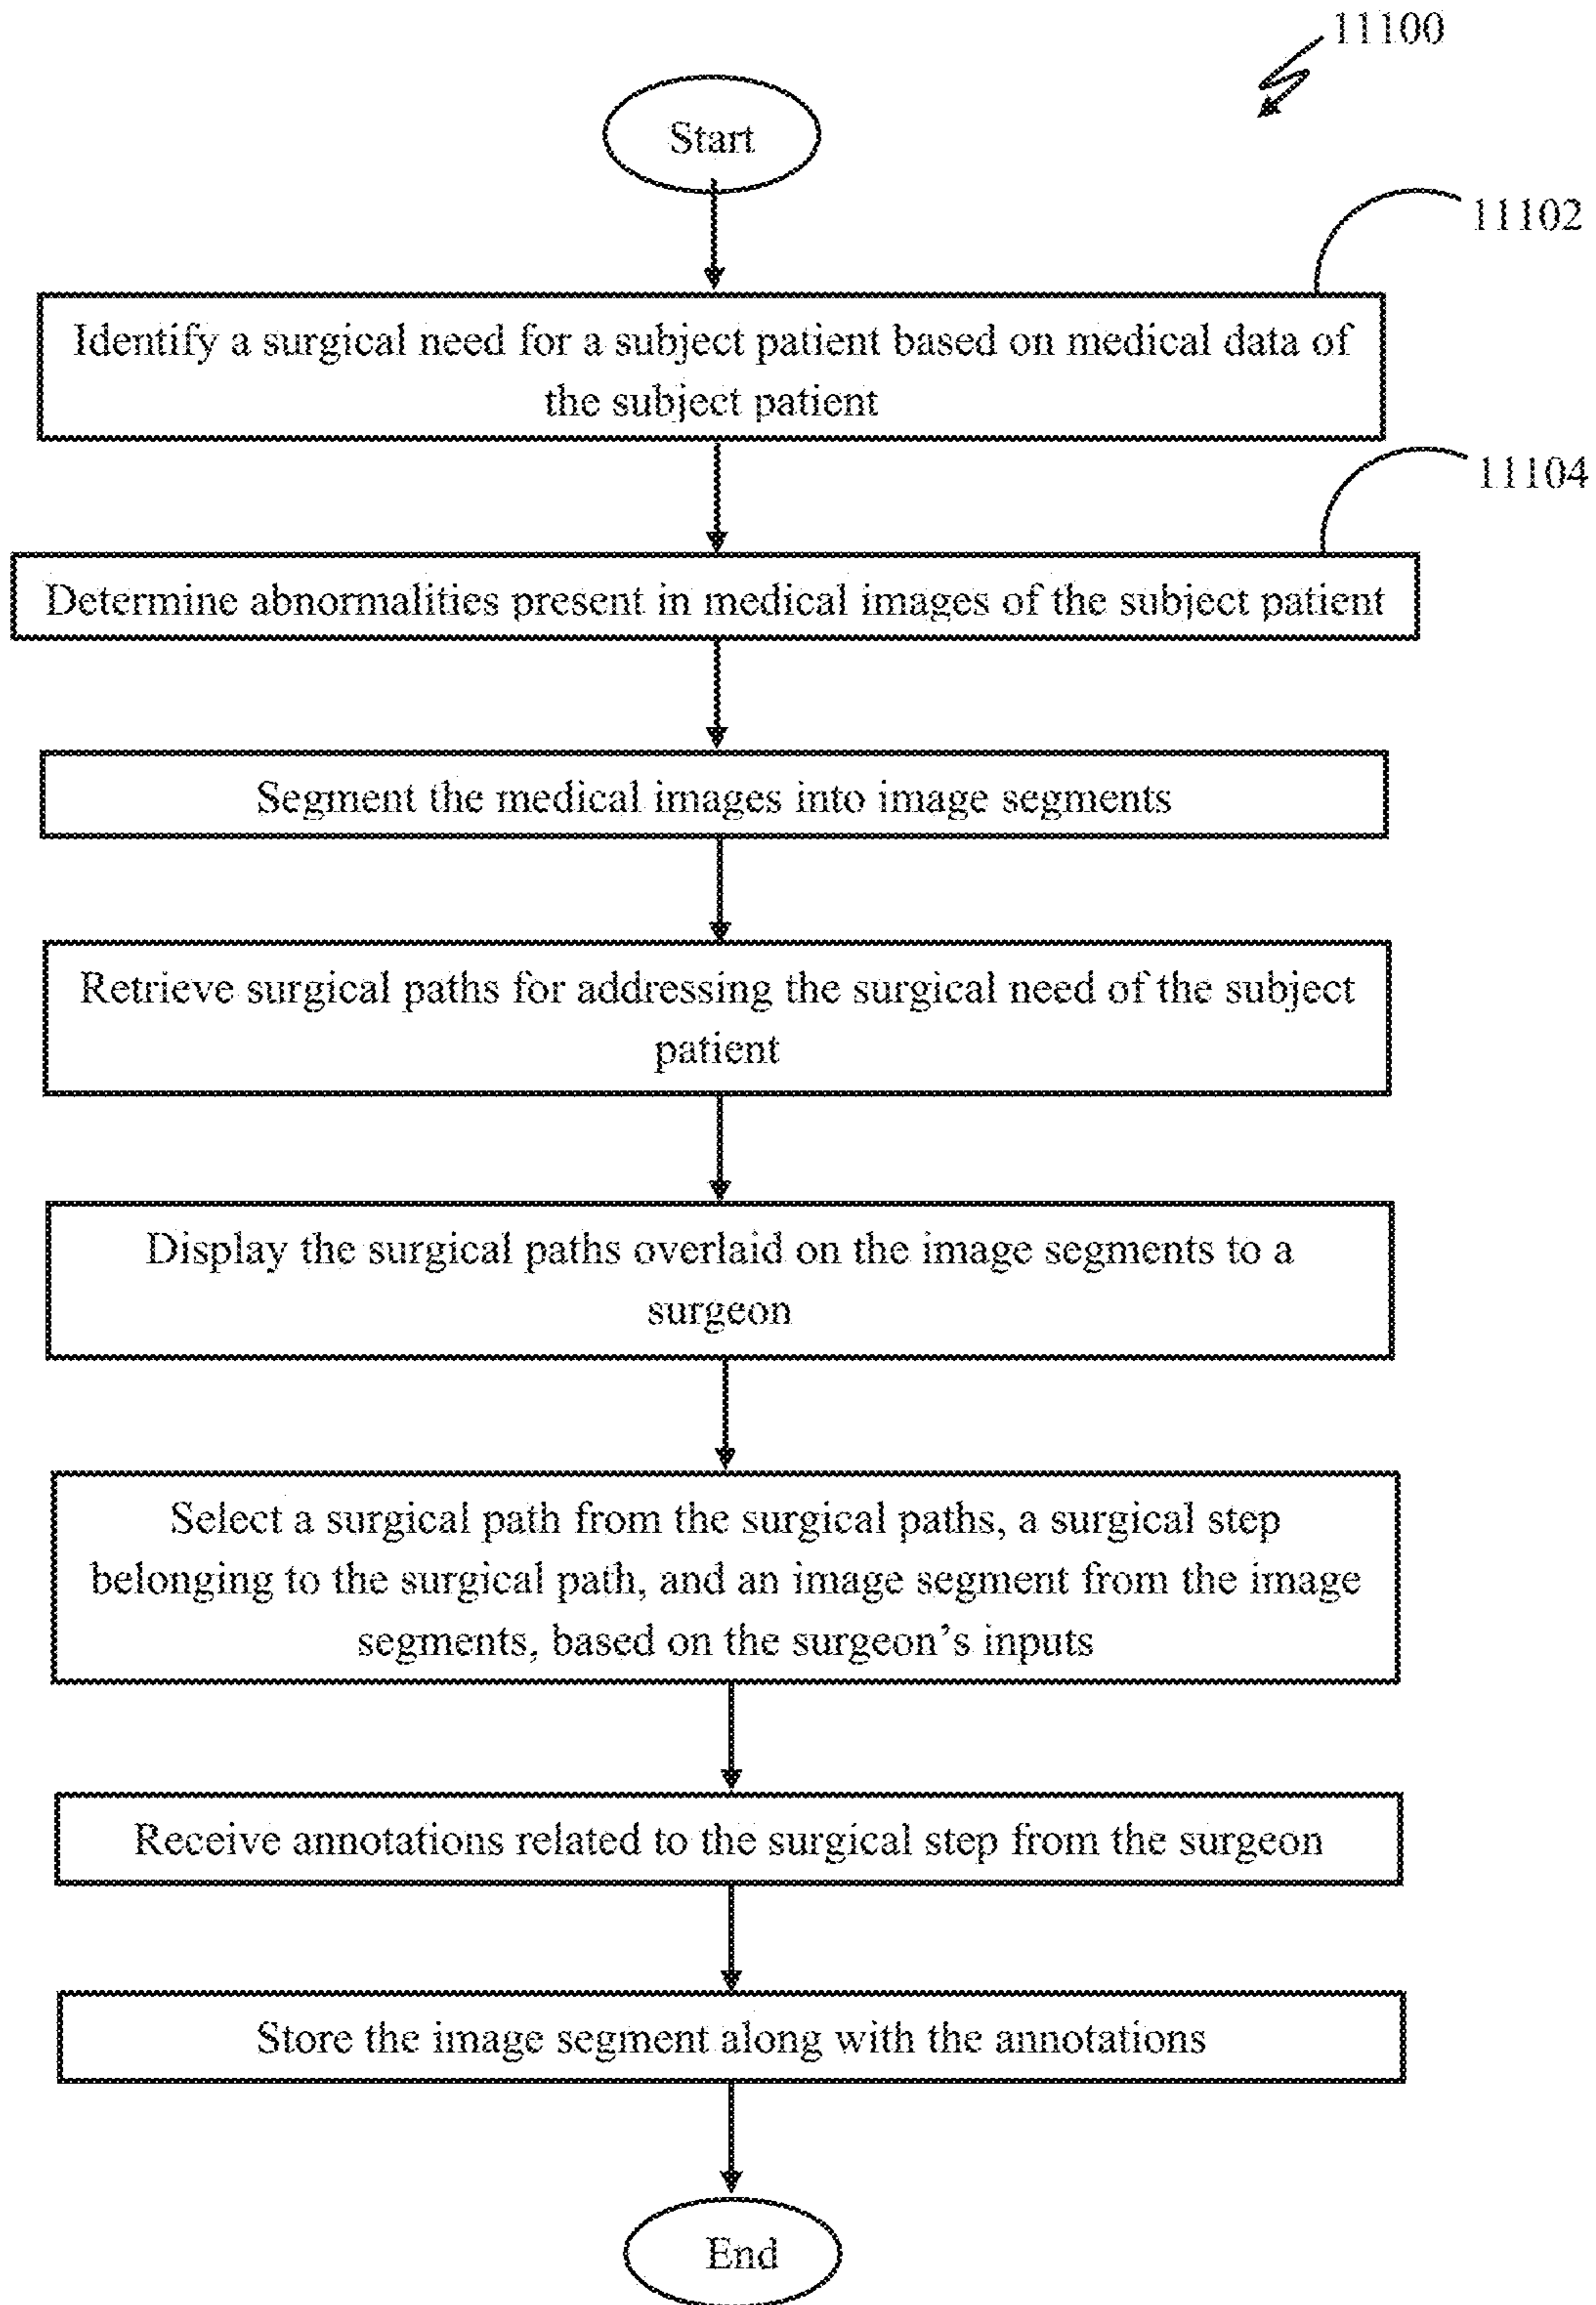 11100
Start
11102
Identify a surgical need for a subject patient based on medical data of
the subject patient
11104
Determine abnormalities present in medical images of the subject patient
Segment the medical images into image segments
Retrieve surgical paths for addressing the surgical need of the subject
patient
Display the surgical paths overlaid on the image segments to a
surgeon
Select a surgical path from the surgical paths, a surgical step
belonging to the surgical path, and an image segment from the image
segments, based on the surgeon’s inputs
Receive annotations related to the surgical step from the surgeon
Store the image segment along with the annotations
End